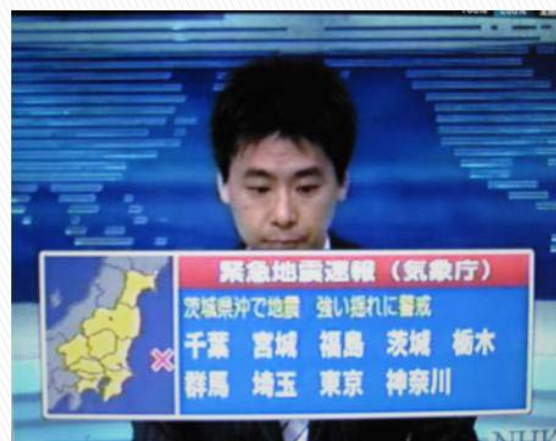 緊急地震速報（気象庁）
茨城県沖で地震 強い揺れに警戒
千葉 宮城 福島 茨城 栃木
群馬 埼玉 東京 神奈川
NHK